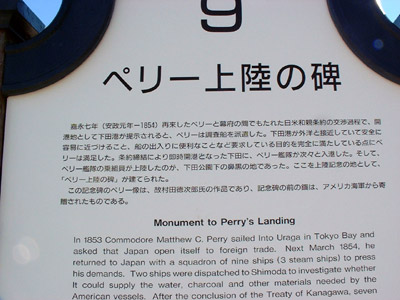 9
ペリー上陸の碑
嘉永七年（安政元年ー1854）再来したペリーと幕府の間でもたれた日米和親条約の交渉過程で、開
港地として下田港が提示されると、ペリーは調査船を派遣した。下田港が外洋と接近していて安全に
容易に近づけること、船の出入りに便利なことなど要求している目的を完全に満たしている点にペ
リーは満足した。条約締結により即時開港となった下田に、ペリー艦隊が次々と入港した。そして、
ペリー艦隊の乗組員が上陸したのが、下田公園下の鼻黒の地であった。ここを上陸記念の地として、
「ペリー上陸の碑」が建てられた。
この記念碑のペリー像は、故村田徳次郎氏の作品であり、記念碑の前の錨は、アメリカ海軍から寄
贈されたものである。
Monument to Perry's Landing
In 1853 Commodore Matthew C. Perry sailed into Uraga in Tokyo Bay and
asked that Japan open itself to foreign trade. Next March 1854, he
returned to Japan with a squadron of nine ships (3 steam ships) to press
his demands. Two ships were dispatched to Shimoda to investigate whether
It could supply the water, charcoal and other materials needed by the
American vessels. After the conclusion of the Treaty of Kanagawa, seven